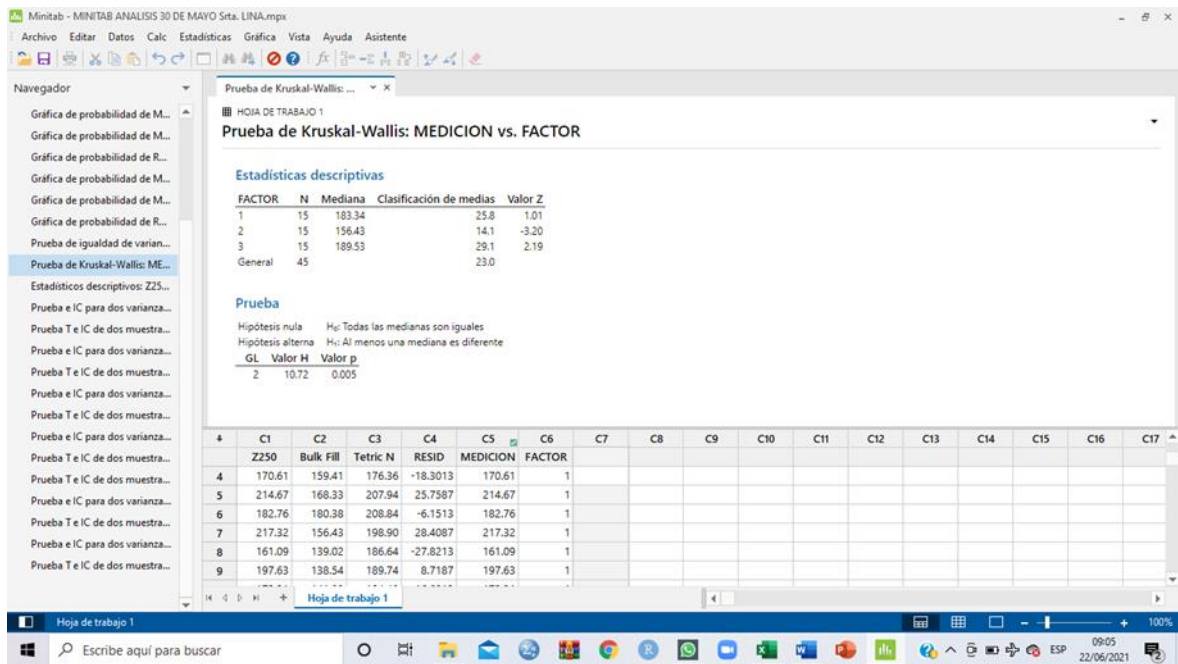 Minitab - MINITAB ANALISIS 30 DE MAYO Srta. LINA.mpx
Archivo Editar Datos Calc Estadísticas Gráfica Vista Ayuda Asistente
Navegador
Gráfica de probabilidad de M...
Gráfica de probabilidad de M...
Gráfica de probabilidad de R...
Gráfica de probabilidad de M...
Gráfica de probabilidad de M...
Gráfica de probabilidad de R...
Prueba de igualdad de varian...
Prueba de Kruskal-Wallis: ME...
Estadísticos descriptivos: Z25...
Prueba e IC para dos varianza...
Prueba T e IC de dos muestra...
Prueba e IC para dos varianza...
Prueba T e IC de dos muestra...
Prueba e IC para dos varianza...
Prueba T e IC de dos muestra...
Prueba e IC para dos varianza...
Prueba T e IC de dos muestra...
Prueba T e IC de dos muestra...
Prueba e IC para dos varianza...
Prueba T e IC de dos muestra...
Prueba e IC para dos varianza...
Prueba T e IC de dos muestra...
Prueba de Kruskal-Wallis: ...
HOJA DE TRABAJO 1
Prueba de Kruskal-Wallis: MEDICION vs. FACTOR
Estadísticas descriptivas
FACTOR N Mediana Clasificación de medias Valor Z
1 15 183.34 25.8 1.01
2 15 156.43 14.1 -3.20
3 15 189.53 29.1 2.19
General 45 23.0
Prueba
Hipótesis nula H₀: Todas las medianas son iguales
Hipótesis alterna H₁: Al menos una mediana es diferente
GL Valor H Valor p
2 10.72 0.005
C1 C2 C3 C4 C5 C6 C7 C8 C9 C10 C11 C12 C13 C14 C15 C16 C17
Z250 Bulk Fill Tetric N RESID MEDICION FACTOR
4 170.61 159.41 176.36 -18.3013 170.61 1
5 214.67 168.33 207.94 25.7587 214.67 1
6 182.76 180.38 208.84 -6.1513 182.76 1
7 217.32 156.43 198.90 28.4087 217.32 1
8 161.09 139.02 186.64 -27.8213 161.09 1
9 197.63 138.54 189.74 8.7187 197.63 1
Hoja de trabajo 1
Hoja de trabajo 1
100%
Escribe aquí para buscar
ESP
09:05
22/06/2021
2